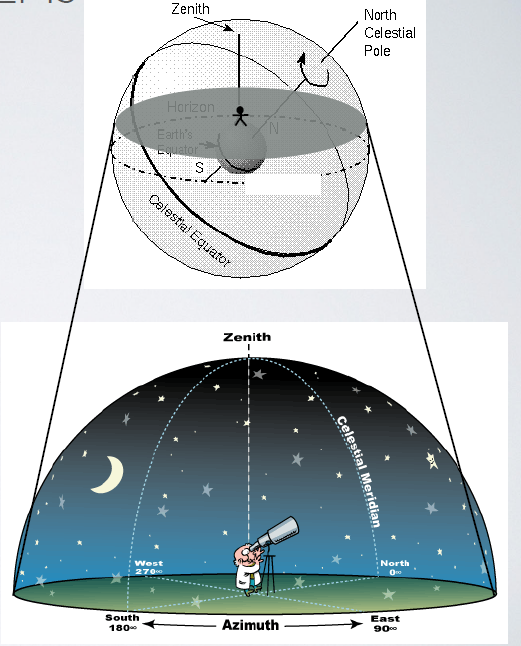 Zenith
North
Celestial
Pole
Horizon
N
Earth's
Equator
S
Celestial Equator
Zenith
Celestial Meridian
West
270∞
North
0∞
South
180∞
Azimuth
East
90∞